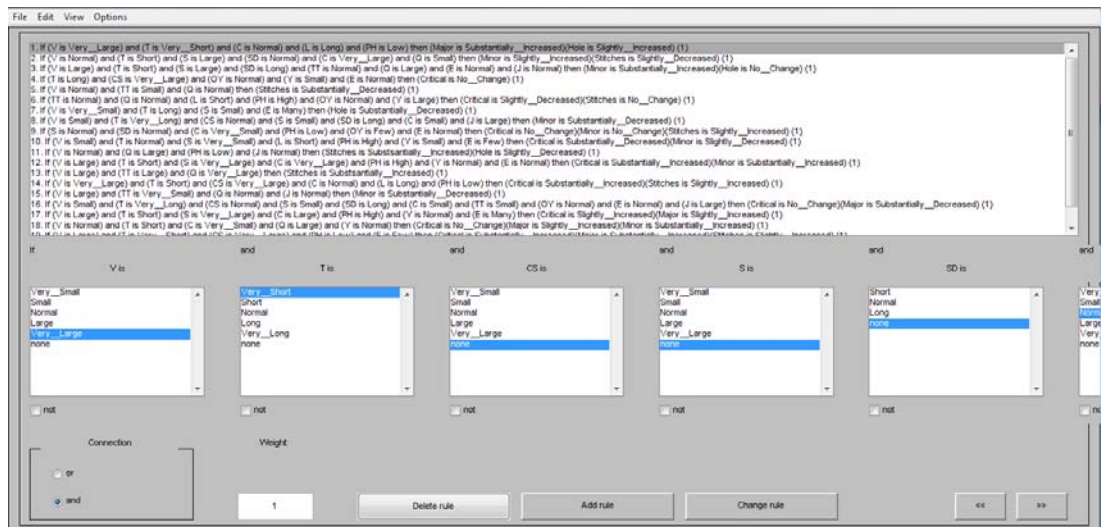 File Edit View Options
1. If (V is Very__Large) and (T is Very__Short) and (C is Normal) and (L is Long) and (PH is Low) then (Major is Substantially__Increased)(Hole is Slightly__Increased) (1)
2. If (V is Normal) and (T is Short) and (S is Large) and (SD is Normal) and (C is Very__Large) and (Q is Small) then (Minor is Slightly__Increased)(Stitches is Slightly__Decreased) (1)
3. If (V is Large) and (T is Short) and (S is Large) and (SD is Long) and (TT is Normal) and (Q is Large) and (E is Normal) and (J is Normal) then (Minor is Substantially__Increased)(Hole is No__Change) (1)
4. If (T is Long) and (CS is Very__Large) and (OY is Normal) and (Y is Small) and (E is Normal) then (Critical is No__Change) (1)
5. If (V is Normal) and (TT is Small) and (Q is Normal) then (Stitches is Substantially__Decreased) (1)
6. If (TT is Normal) and (Q is Normal) and (L is Short) and (PH is High) and (OY is Normal) and (Y is Large) then (Critical is Slightly__Decreased)(Stitches is No__Change) (1)
7. If (V is Very__Small) and (T is Long) and (S is Small) and (E is Many) then (Hole is Substantially__Decreased) (1)
8. If (V is Small) and (T is Very__Long) and (CS is Normal) and (S is Small) and (SD is Long) and (C is Small) and (J is Large) then (Minor is Substantially__Decreased) (1)
9. If (S is Normal) and (SD is Normal) and (C is Very__Small) and (PH is Low) and (OY is Few) and (E is Normal) then (Critical is No__Change)(Minor is No__Change)(Stitches is Slightly__Increased) (1)
10. If (V is Small) and (T is Normal) and (S is Very__Small) and (L is Short) and (PH is High) and (Y is Small) and (E is Few) then (Critical is Substantially__Decreased)(Minor is Slightly__Decreased) (1)
11. If (V is Normal) and (Q is Large) and (PH is Low) and (J is Normal) then (Stitches is Substantially__Increased)(Hole is Slightly__Decreased) (1)
12. If (V is Large) and (T is Short) and (S is Very__Large) and (C is Very__Large) and (PH is High) and (Y is Normal) and (E is Normal) then (Critical is Substantially__Increased)(Minor is Substantially__Increased) (1)
13. If (V is Large) and (TT is Large) and (Q is Very__Large) then (Stitches is Substsantially__Increased) (1)
14. If (V is Very__Large) and (T is Short) and (CS is Very__Large) and (C is Normal) and (L is Long) and (PH is Low) then (Critical is Substantially__Increased)(Stitches is Slightly__Increased) (1)
15. If (V is Large) and (TT is Very__Small) and (Q is Normal) and (J is Normal) then (Minor is Substantially__Decreased) (1)
16. If (V is Small) and (T is Very__Long) and (CS is Normal) and (S is Small) and (SD is Long) and (C is Small) and (TT is Small) and (OY is Normal) and (E is Normal) and (J is Large) then (Critical is No__Change)(Major is Substantially__Decreased) (1)
17. If (V is Large) and (T is Short) and (S is Very__Large) and (C is Large) and (PH is High) and (Y is Normal) and (E is Many) then (Critical is Slightly__Increased)(Major is Slightly__Increased) (1)
18. If (V is Normal) and (T is Short) and (C is Very__Small) and (Q is Large) and (Y is Normal) then (Critical is No__Change)(Major is Slightly__Increased)(Minor is Substantially__Increased) (1)
If and and and and and
V is T is CS is S is SD is
Very__Small Very__Short Very__Small Very__Small Short Very
Small Short Small Small Normal Small
Normal Normal Normal Normal Long Norm
Large Long Large Large none Large
Very__Large Very__Long Very__Large Very__Large Very
none none none none none
not not not not not
Connection Weight:
or
and 1 Delete rule Add rule Change rule << >>